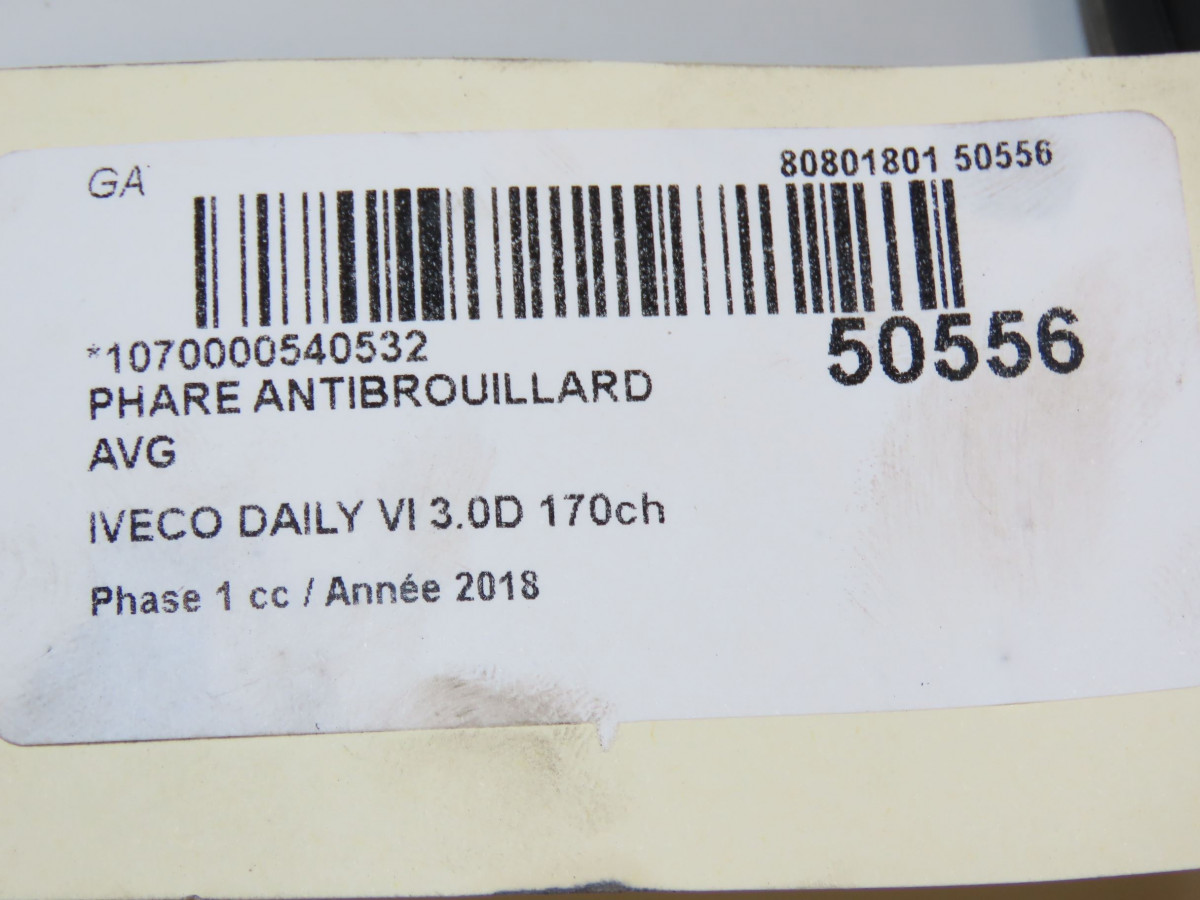 GA
80801801 50556
*1070000540532
50556
PHARE ANTIBROUILLARD
AVG
IVECO DAILY VI 3.0D 170ch
Phase 1 cc / Année 2018